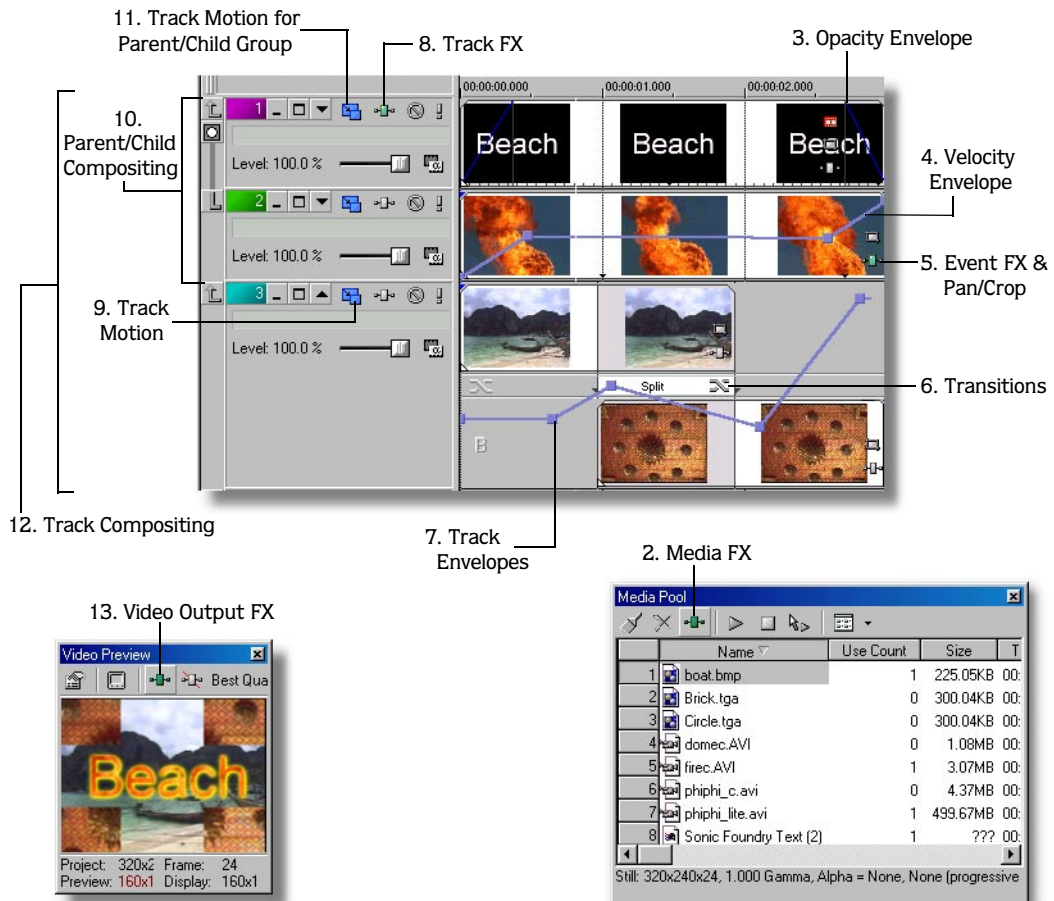 11. Track Motion for
Parent/Child Group
8. Track FX
3. Opacity Envelope
00:00:00.000
00:00:01.000
00:00:02.000
10.
Parent/Child
Compositing
1
Level: 100.0 %
Beach
Beach
Beach
4. Velocity
Envelope
2
Level: 100.0 %
5. Event FX &
Pan/Crop
9. Track
Motion
3
Level: 100.0 %
Split
6. Transitions
B
12. Track Compositing
7. Track
Envelopes
2. Media FX
13. Video Output FX
Video Preview
Best Qua
Beach
Project: 320x2 Frame: 24
Preview: 160x1 Display: 160x1
Media Pool
Name Use Count Size T
1 boat.bmp 1 225.05KB 00:
2 Brick.tga 0 300.04KB 00:
3 Circle.tga 0 300.04KB 00:
4 domec.AVI 0 1.08MB 00:
5 firec.AVI 1 3.07MB 00:
6 phiphi_c.avi 0 4.37MB 00:
7 phiphi_lite.avi 1 499.67MB 00:
8 Sonic Foundry Text (2) 1 ??? 00:
Still: 320x240x24, 1.000 Gamma, Alpha = None, None (progressive